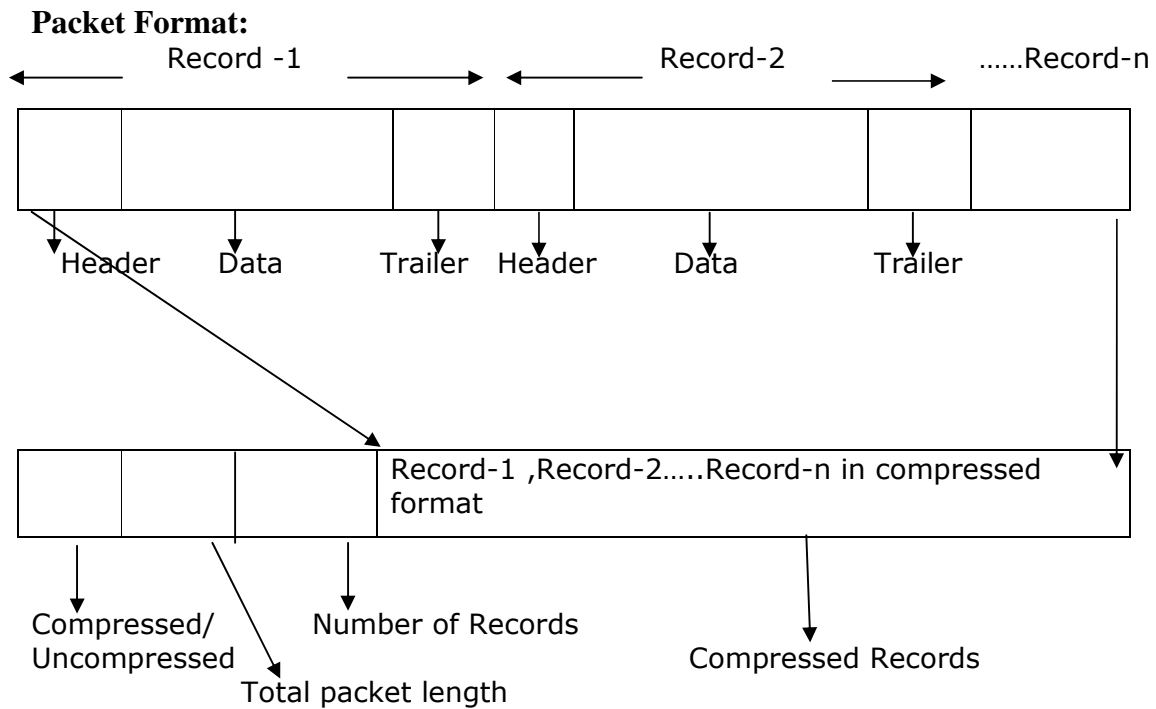 Packet Format:
Record -1 Record-2 ……Record-n
Header Data Trailer Header Data Trailer
Record-1 ,Record-2…..Record-n in compressed
format
Compressed/ Number of Records
Uncompressed Compressed Records
Total packet length